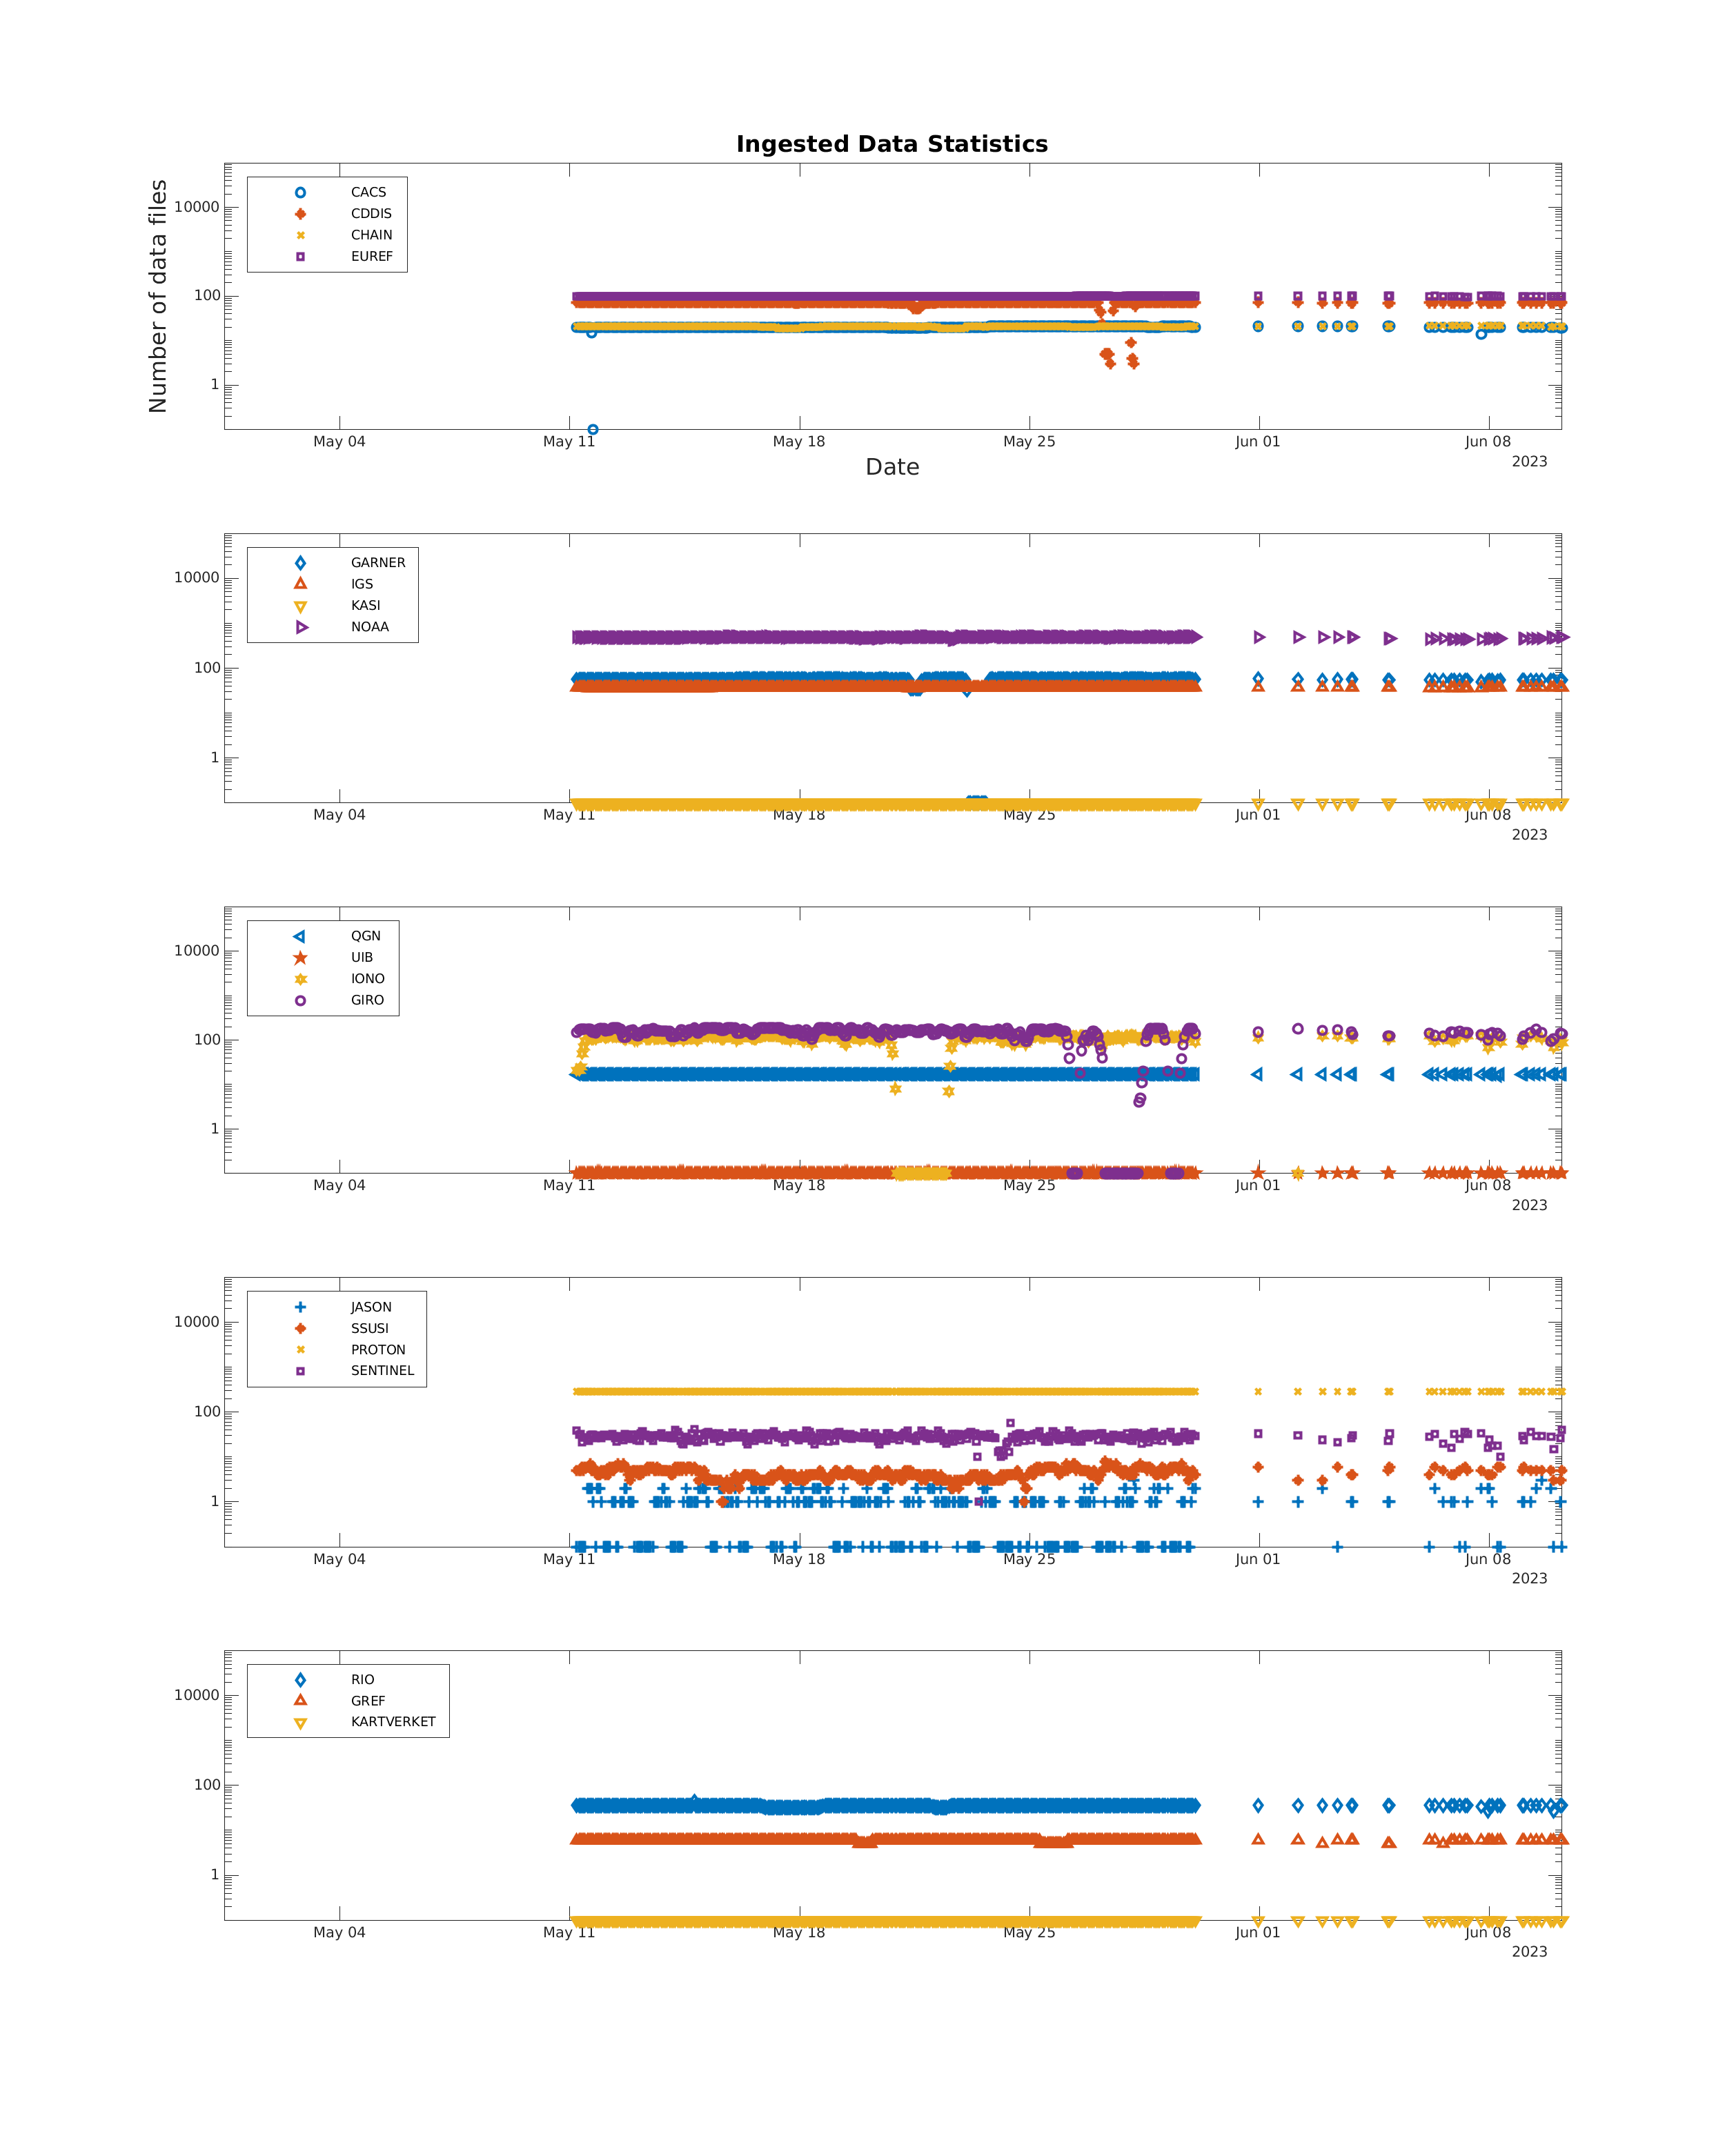 Ingested Data Statistics
Number of data files
CACS
CDDIS
CHAIN
EUREF
10000
100
1
May 04 May 11 May 18 May 25 Jun 01 Jun 08
2023
Date
GARNER
IGS
KASI
NOAA
10000
100
1
May 04 May 11 May 18 May 25 Jun 01 Jun 08
2023
QGN
UIB
IONO
GIRO
10000
100
1
May 04 May 11 May 18 May 25 Jun 01 Jun 08
2023
JASON
SSUSI
PROTON
SENTINEL
10000
100
1
May 04 May 11 May 18 May 25 Jun 01 Jun 08
2023
RIO
GREF
KARTVERKET
10000
100
1
May 04 May 11 May 18 May 25 Jun 01 Jun 08
2023